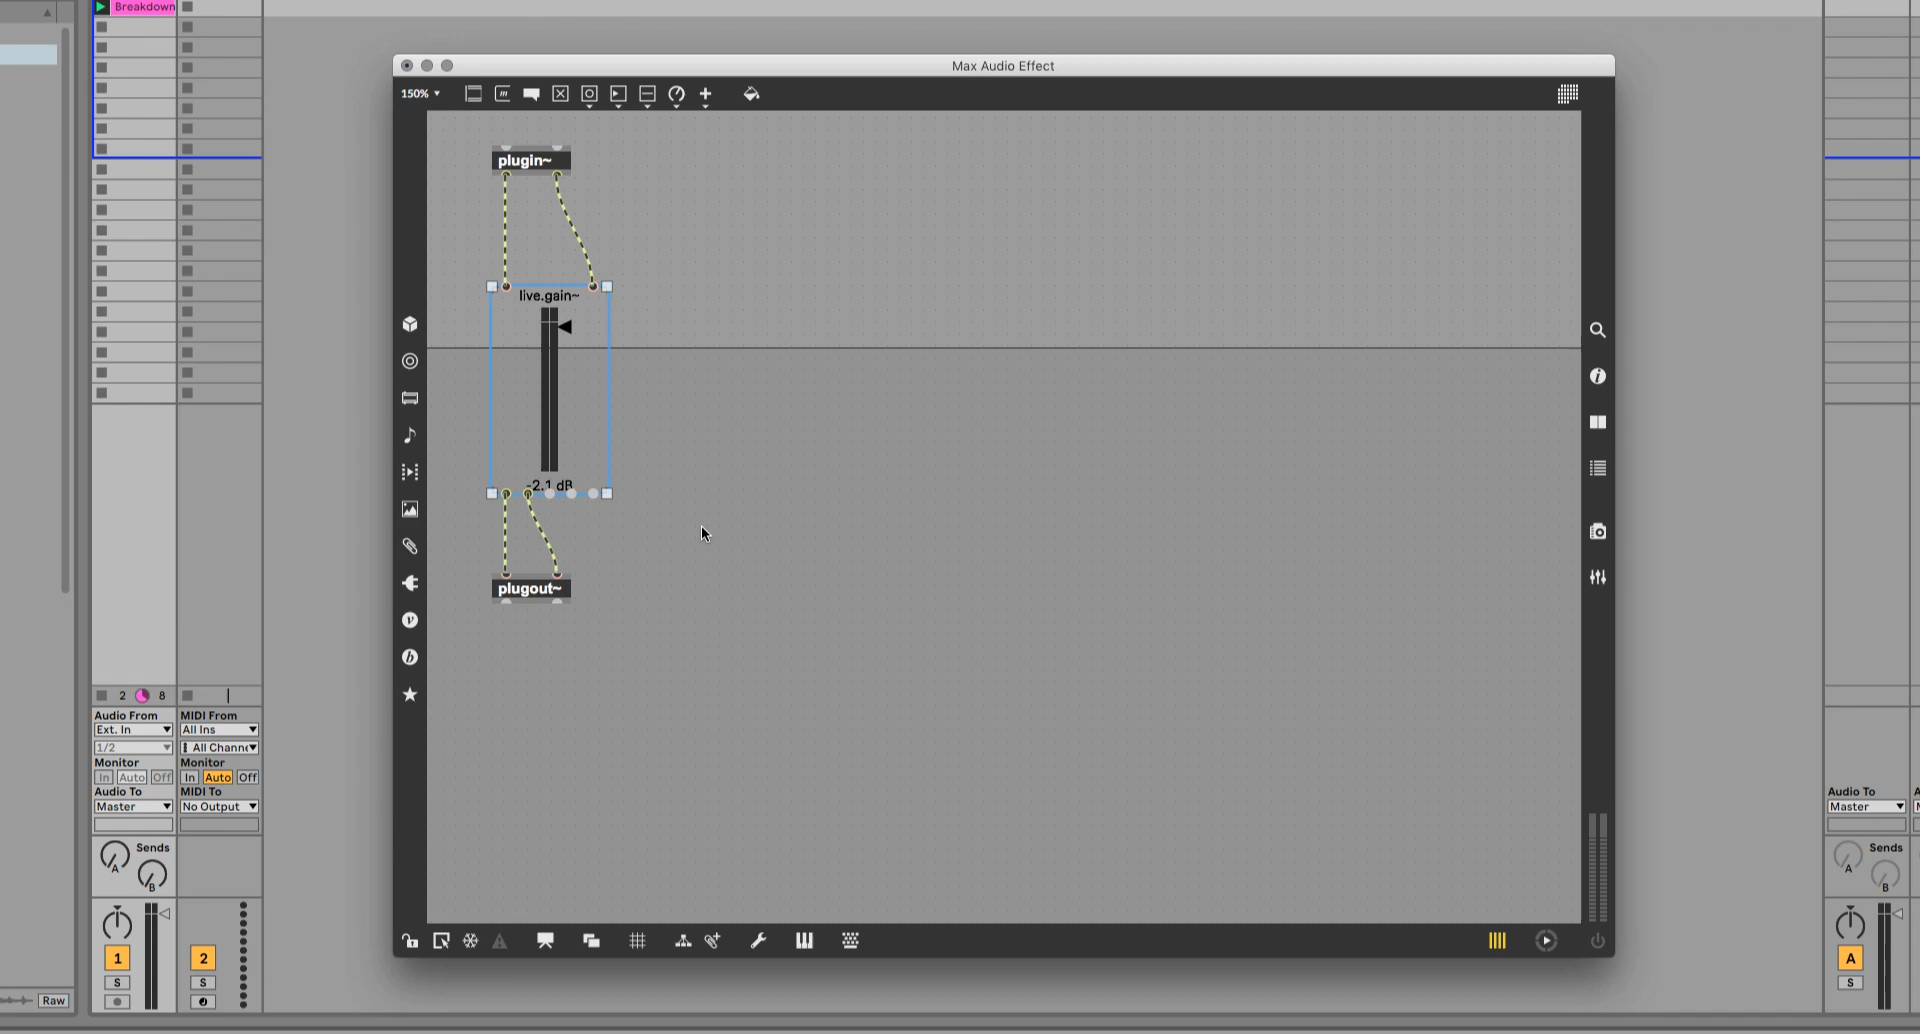 Breakdown
Max Audio Effect
150%
plugin~
live.gain~
-2.1 dB
plugout~
2 8
Audio From
Ext. In
1/2
Monitor
In Auto Off
Audio To
Master
Sends
A
B
1
S
MIDI From
All Ins
All Channe
Monitor
In Auto Off
MIDI To
No Output
2
S
Raw
Audio To
Master
Sends
A
B
A
S